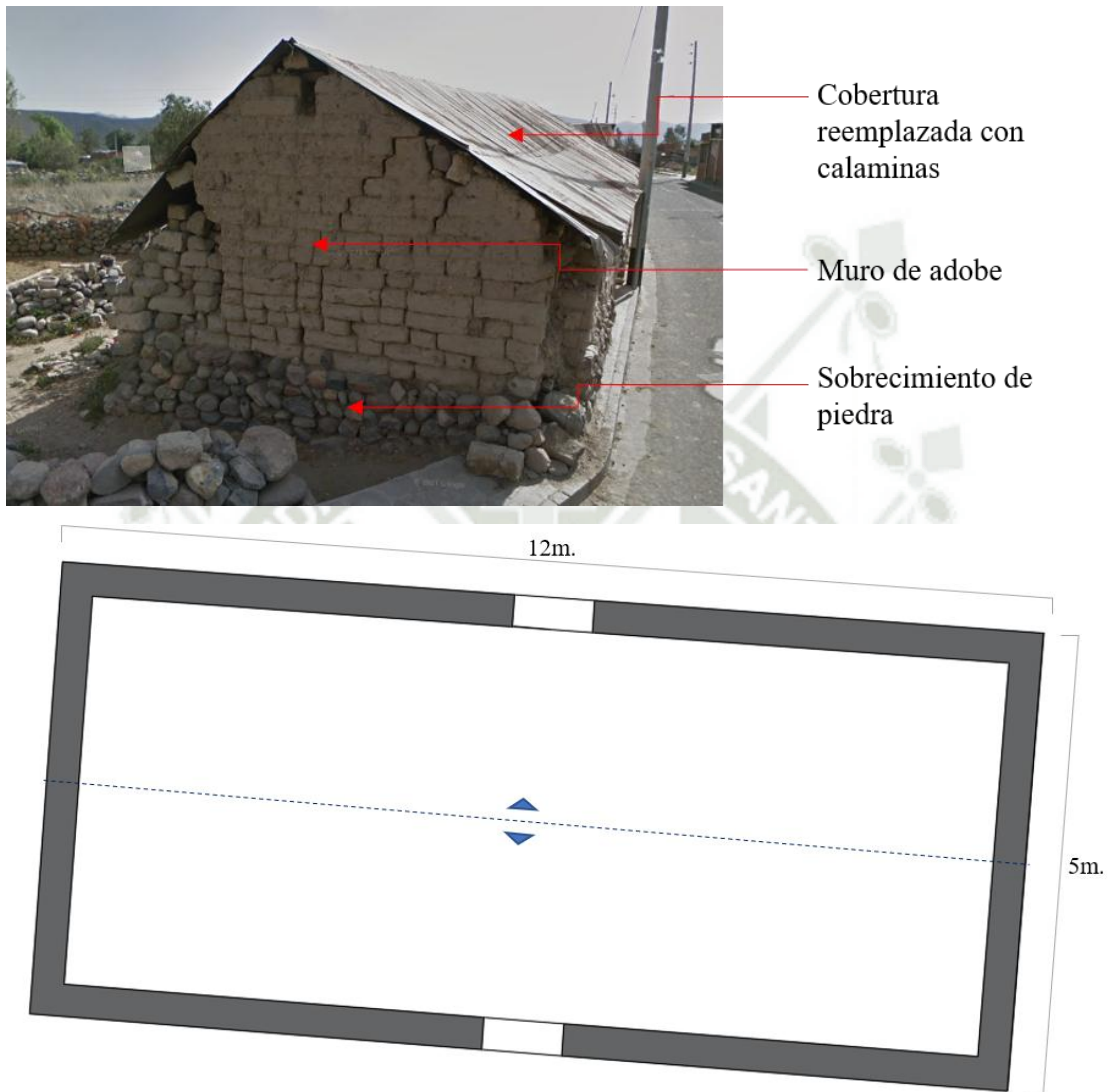 Cobertura
reemplazada con
calaminas
Muro de adobe
Sobrecimiento de
piedra
12m.
5m.